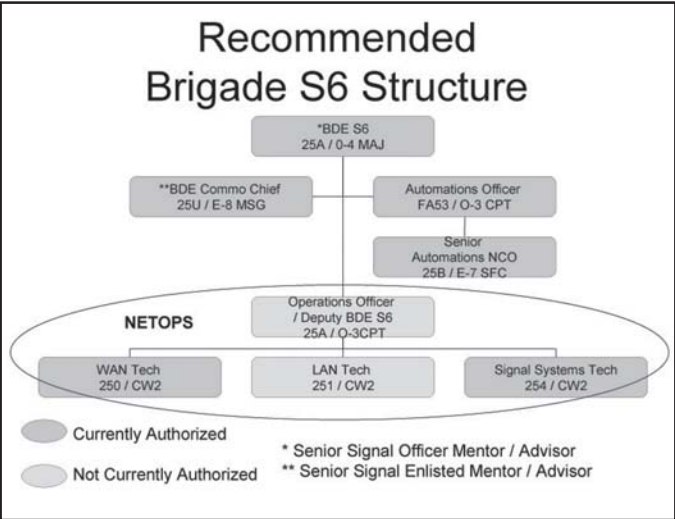 Recommended
Brigade S6 Structure
*BDE S6
25A / 0-4 MAJ
**BDE Commo Chief
25U / E-8 MSG
Automations Officer
FA53 / O-3 CPT
Senior
Automations NCO
25B / E-7 SFC
NETOPS
Operations Officer
/ Deputy BDE S6
25A / O-3CPT
WAN Tech
250 / CW2
LAN Tech
251 / CW2
Signal Systems Tech
254 / CW2
Currently Authorized
Not Currently Authorized
* Senior Signal Officer Mentor / Advisor
** Senior Signal Enlisted Mentor / Advisor